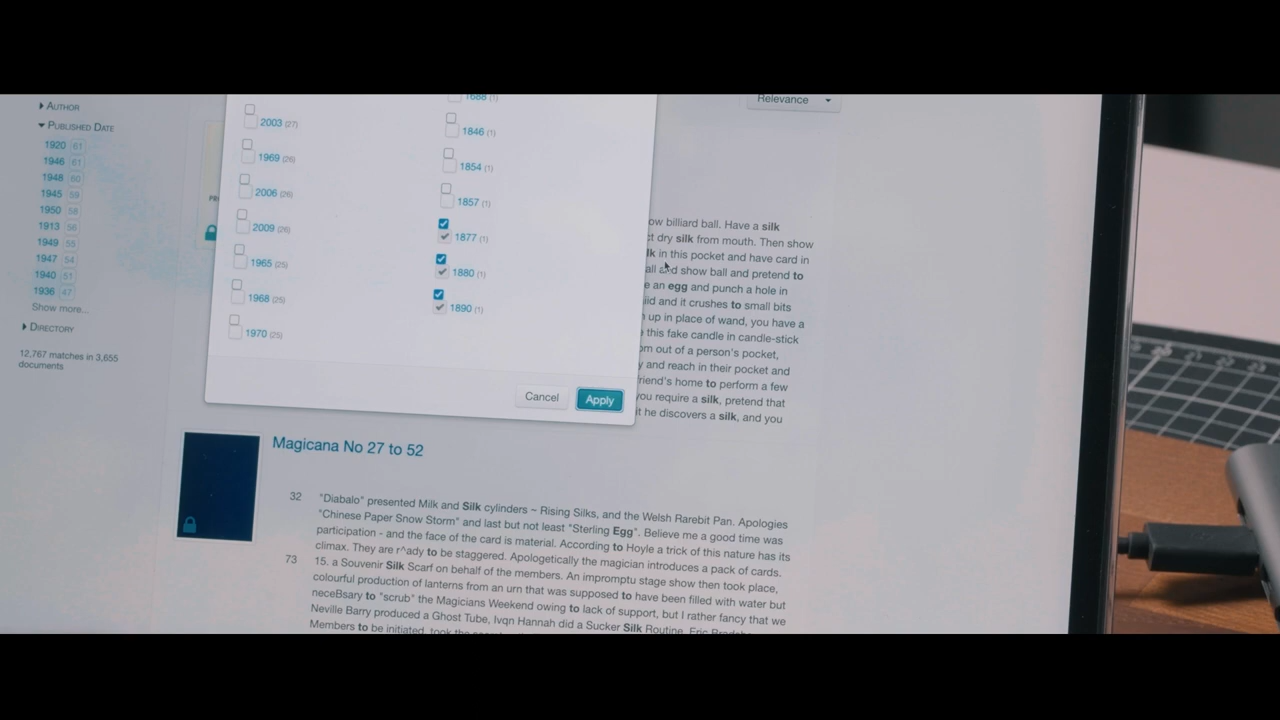 AUTHOR
PUBLISHED DATE
1920 61
1946 61
1948 60
1945 59
1950 58
1913 56
1949 55
1947 54
1940 51
1936 47
Show more...
DIRECTORY
12,767 matches in 3,655
documents
2003 (27)
1969 (26)
2006 (26)
2009 (26)
1965 (25)
1968 (25)
1970 (25)
1688 (1)
1846 (1)
1854 (1)
1857 (1)
1877 (1)
1880 (1)
1890 (1)
Cancel
Apply
Relevance
ow billiard ball. Have a silk
ct dry silk from mouth. Then show
lk in this pocket and have card in
all and show ball and pretend to
e an egg and punch a hole in
id and it crushes to small bits
up in place of wand, you have a
this fake candle in candle-stick
om out of a person's pocket,
y and reach in their pocket and
riend's home to perform a few
you require a silk, pretend that
t he discovers a silk, and you
Magicana No 27 to 52
32 "Diabalo" presented Milk and Silk cylinders ~ Rising Silks, and the Welsh Rarebit Pan. Apologies
"Chinese Paper Snow Storm" and last but not least "Sterling Egg". Believe me a good time was
participation - and the face of the card is material. According to Hoyle a trick of this nature has its
climax. They are r^ady to be staggered. Apologetically the magician introduces a pack of cards.
73 15. a Souvenir Silk Scarf on behalf of the members. An impromptu stage show then took place,
colourful production of lanterns from an urn that was supposed to have been filled with water but
neceBsary to "scrub" the Magicians Weekend owing to lack of support, but I rather fancy that we
Neville Barry produced a Ghost Tube, Ivqn Hannah did a Sucker Silk Routine, Eric
Members to be initiated, took the